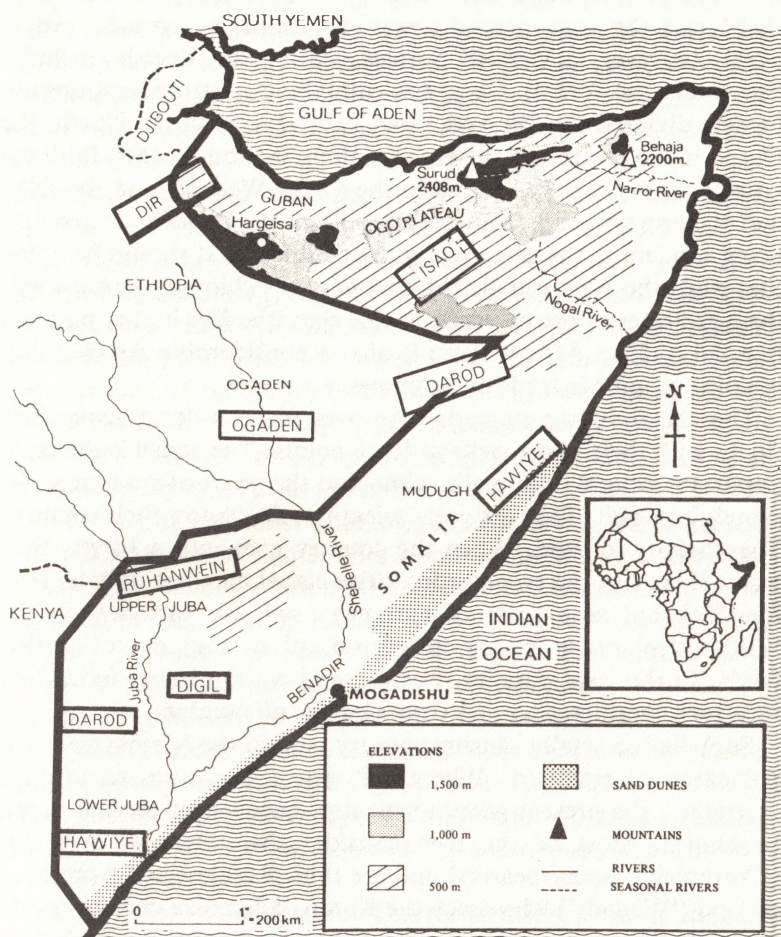 SOUTH YEMEN
DJIBOUTI
GULF OF ADEN
Behaja
2200m.
Surud
2408m.
Narror River
DIR
GUBAN
Hargeisa
OGO PLATEAU
ISAQ
ETHIOPIA
Nogal River
OGADEN
OGADEN
DAROD
N
MUDUGH
HAWIYE
SOMALIA
Shebelle River
RUHANWEIN
KENYA
UPPER JUBA
INDIAN
OCEAN
Juba River
DIGIL
BENADIR
MOGADISHU
DAROD
LOWER JUBA
HAWIYE
ELEVATIONS
1,500 m
1,000 m
500 m
SAND DUNES
MOUNTAINS
RIVERS
SEASONAL RIVERS
0 1"=200km.